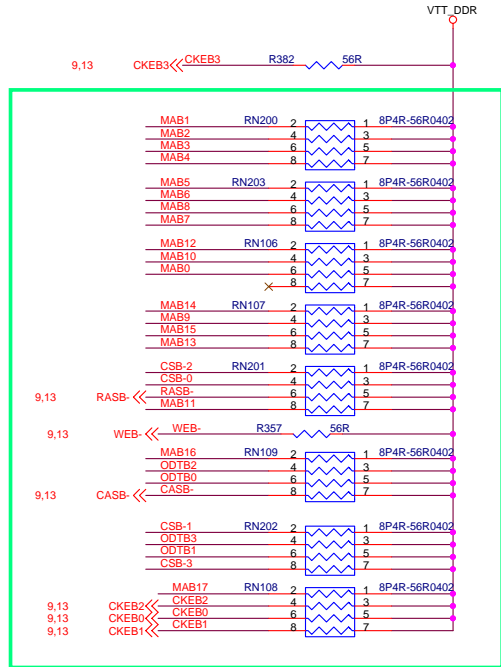 VTT_DDR
9,13 CKEB3 CKEB3 R382 56R
MAB1 RN200 2 1 8P4R-56R0402
MAB2 4 3
MAB3 6 5
MAB4 8 7
MAB5 RN203 2 1 8P4R-56R0402
MAB6 4 3
MAB8 6 5
MAB7 8 7
MAB12 RN106 2 1 8P4R-56R0402
MAB10 4 3
MAB0 6 5
8 7
MAB14 RN107 2 1 8P4R-56R0402
MAB9 4 3
MAB15 6 5
MAB13 8 7
CSB-2 RN201 2 1 8P4R-56R0402
CSB-0 4 3
9,13 RASB- RASB- 6 5
MAB11 8 7
9,13 WEB- WEB- R357 56R
MAB16 RN109 2 1 8P4R-56R0402
ODTB2 4 3
ODTB0 6 5
9,13 CASB- CASB- 8 7
CSB-1 RN202 2 1 8P4R-56R0402
ODTB3 4 3
ODTB1 6 5
CSB-3 8 7
MAB17 RN108 2 1 8P4R-56R0402
9,13 CKEB2 CKEB2 4 3
9,13 CKEB0 CKEB0 6 5
9,13 CKEB1 CKEB1 8 7